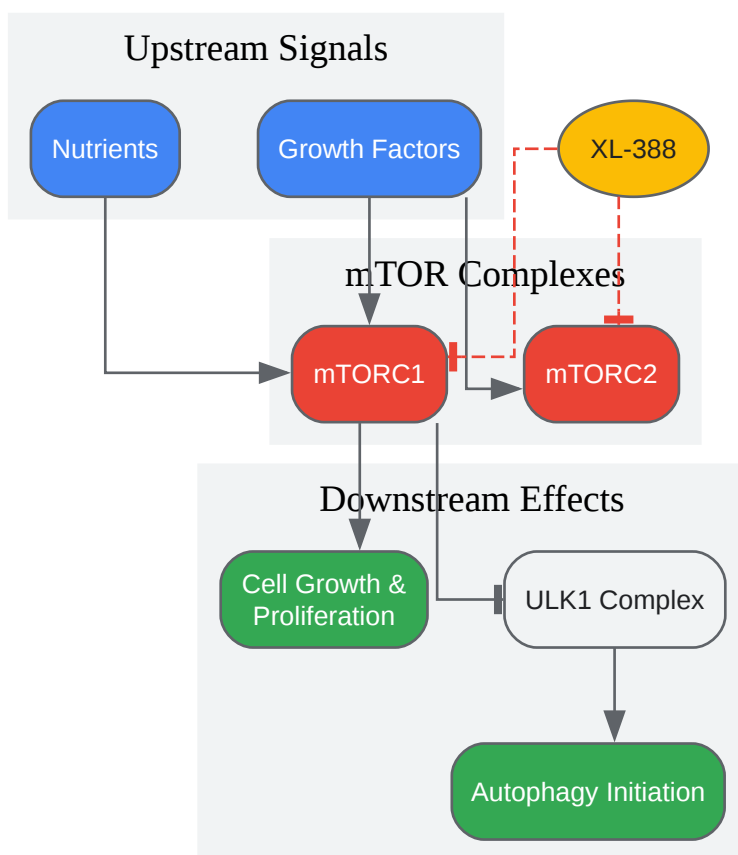 Upstream Signals
Nutrients
Growth Factors
XL-388
mTOR Complexes
mTORC1
mTORC2
Downstream Effects
Cell Growth &
Proliferation
ULK1 Complex
Autophagy Initiation